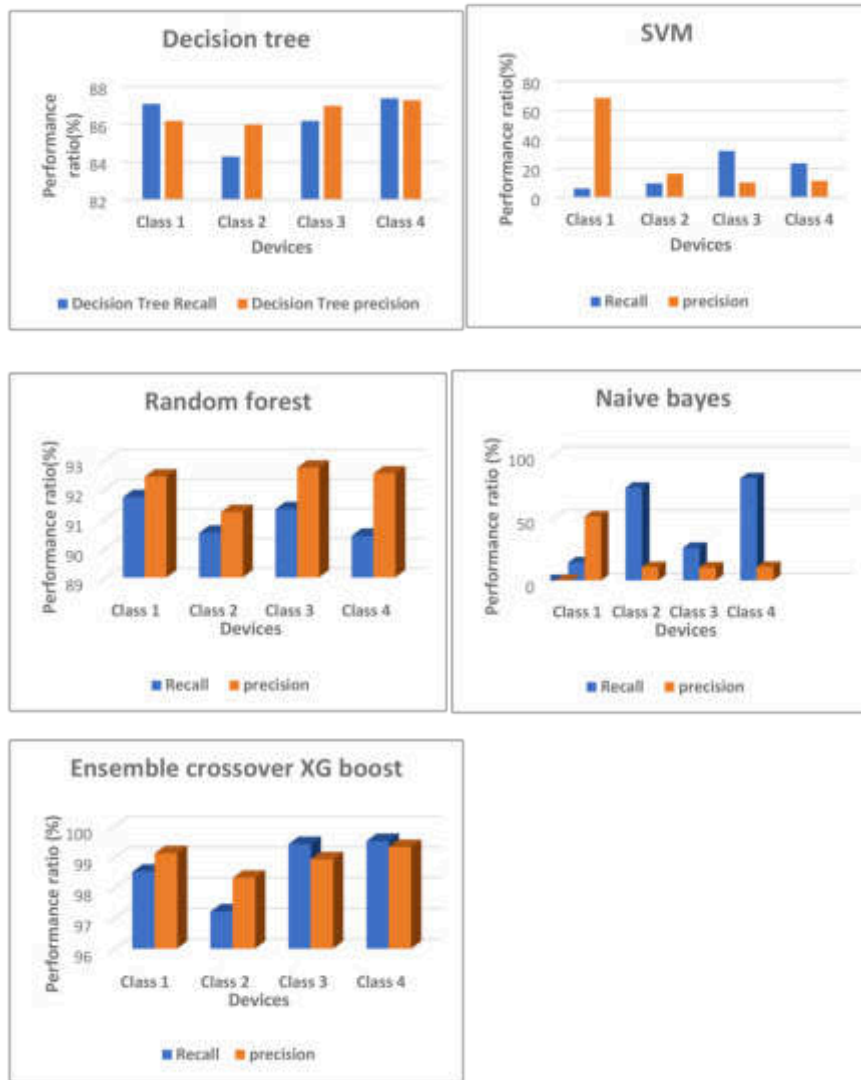 Decision tree
Performance
ratio(%)
88
86
84
82
Class 1 Class 2 Class 3 Class 4
Devices
Decision Tree Recall Decision Tree precision
SVM
Performance ratio(%)
80
60
40
20
0
Class 1 Class 2 Class 3 Class 4
Devices
Recall precision
Random forest
Performance ratio(%)
93
92
91
90
89
Class 1 Class 2 Class 3 Class 4
Devices
Recall precision
Naive bayes
Performance ratio (%)
100
50
0
Class 1 Class 2 Class 3 Class 4
Devices
Recall precision
Ensemble crossover XG boost
Performance ratio (%)
100
99
98
97
96
Class 1 Class 2 Class 3 Class 4
Devices
Recall precision